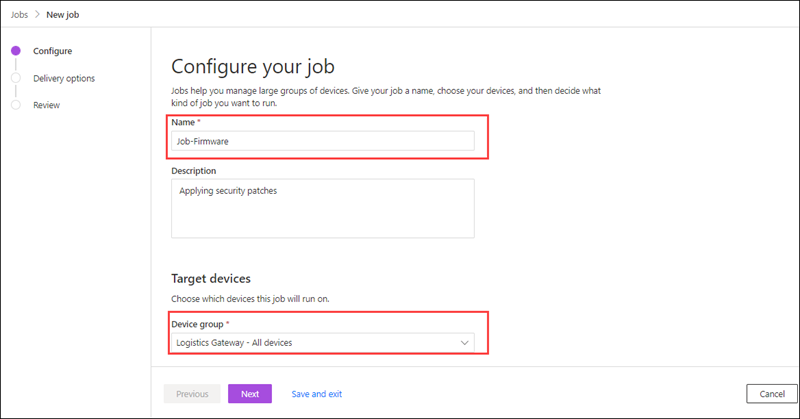 Jobs > New job
Configure
Delivery options
Review
Configure your job
Jobs help you manage large groups of devices. Give your job a name, choose your devices, and then decide what
kind of job you want to run.
Name *
Job-Firmware
Description
Applying security patches
Target devices
Choose which devices this job will run on.
Device group *
Logistics Gateway - All devices
Previous
Next
Save and exit
Cancel